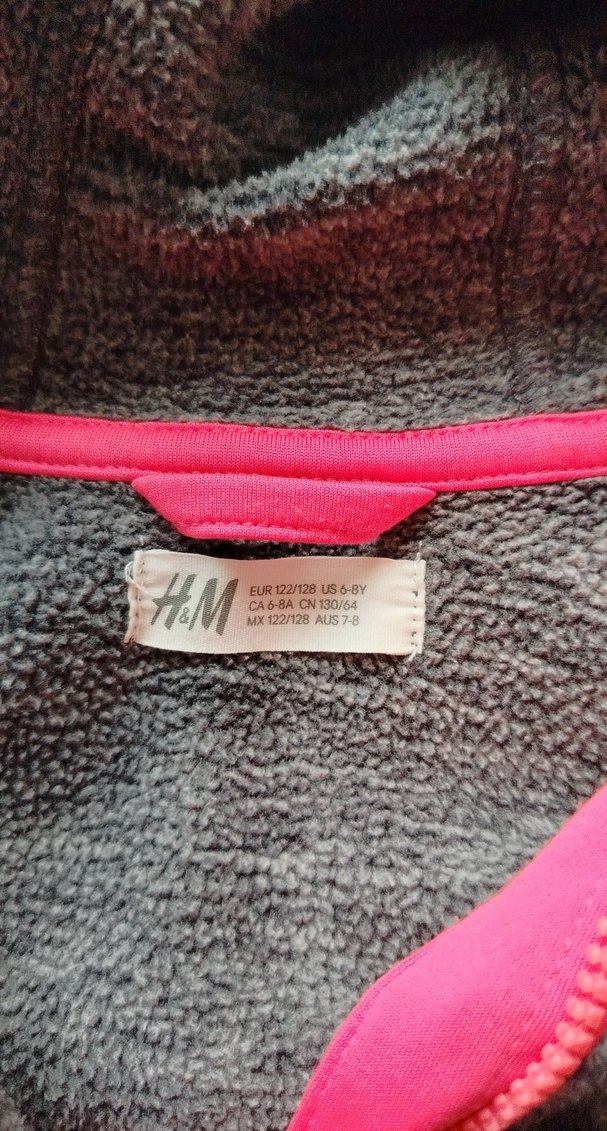 H&M
EUR 122/128 US 6-8Y
CA 6-8A CN 130/64
MX 122/128 AUS 7-8